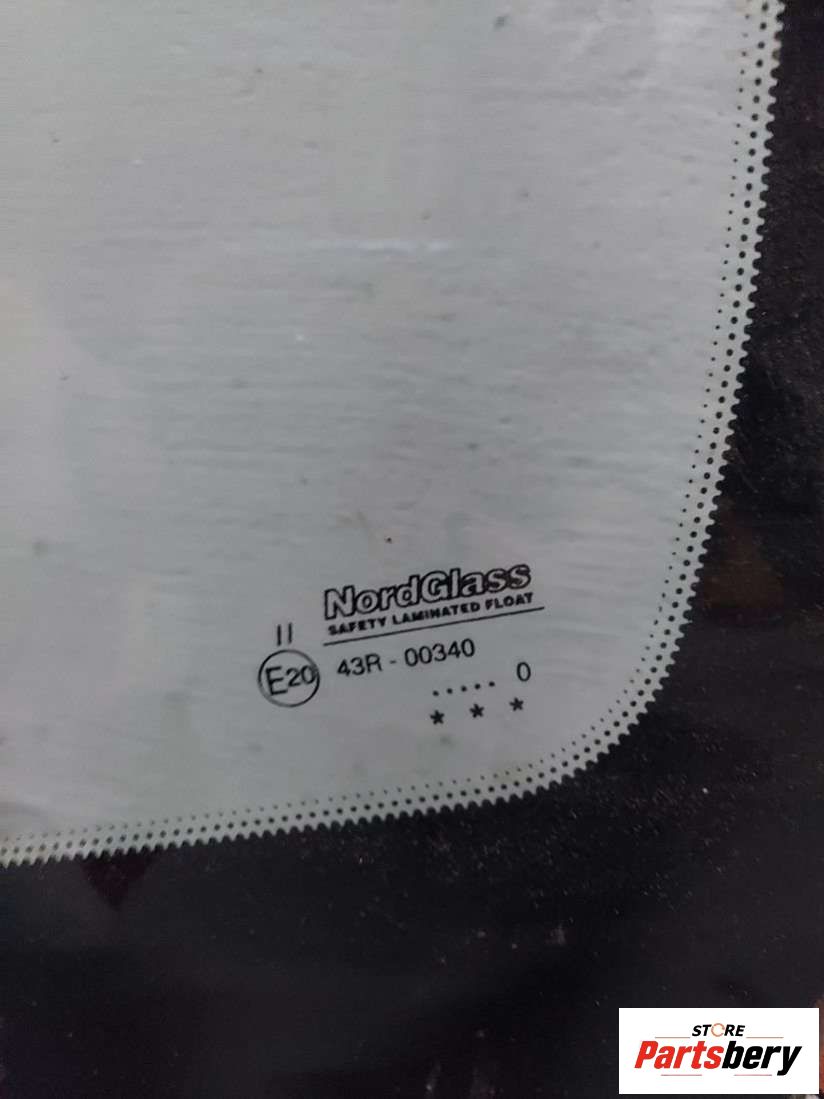 NordGlass
SAFETY LAMINATED FLOAT
II
E20 43R - 00340
..... 0
* * *
STORE
Partsbery